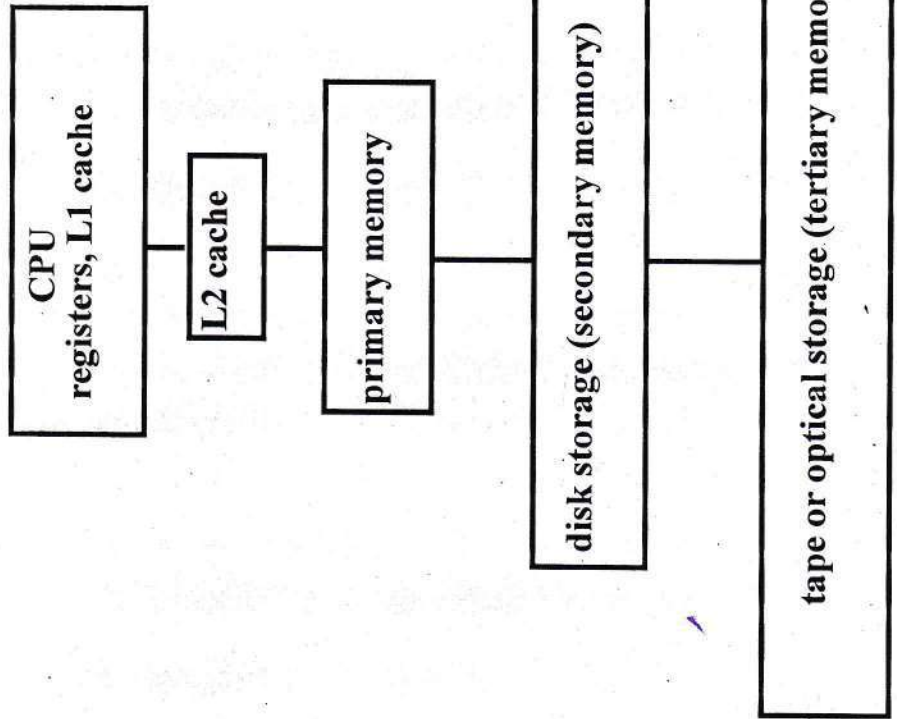 CPU
registers, L1 cache
L2 cache
primary memory
disk storage (secondary memory)
tape or optical storage (tertiary memo